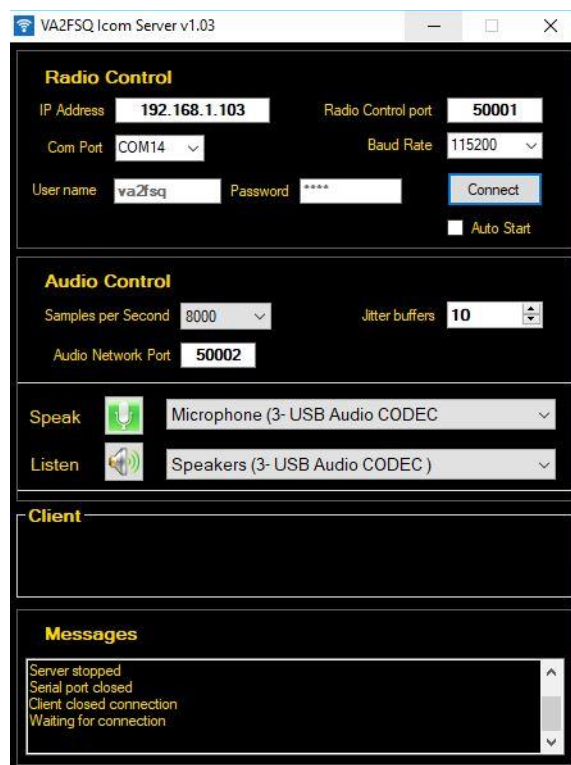 VA2FSQ Icom Server v1.03
Radio Control
IP Address 192.168.1.103 Radio Control port 50001
Com Port COM14 Baud Rate 115200
User name va2fsq Password ****
Connect
Auto Start
Audio Control
Samples per Second 8000 Jitter buffers 10
Audio Network Port 50002
Speak Microphone (3- USB Audio CODEC
Listen Speakers (3- USB Audio CODEC )
Client
Messages
Server stopped
Serial port closed
Client closed connection
Waiting for connection